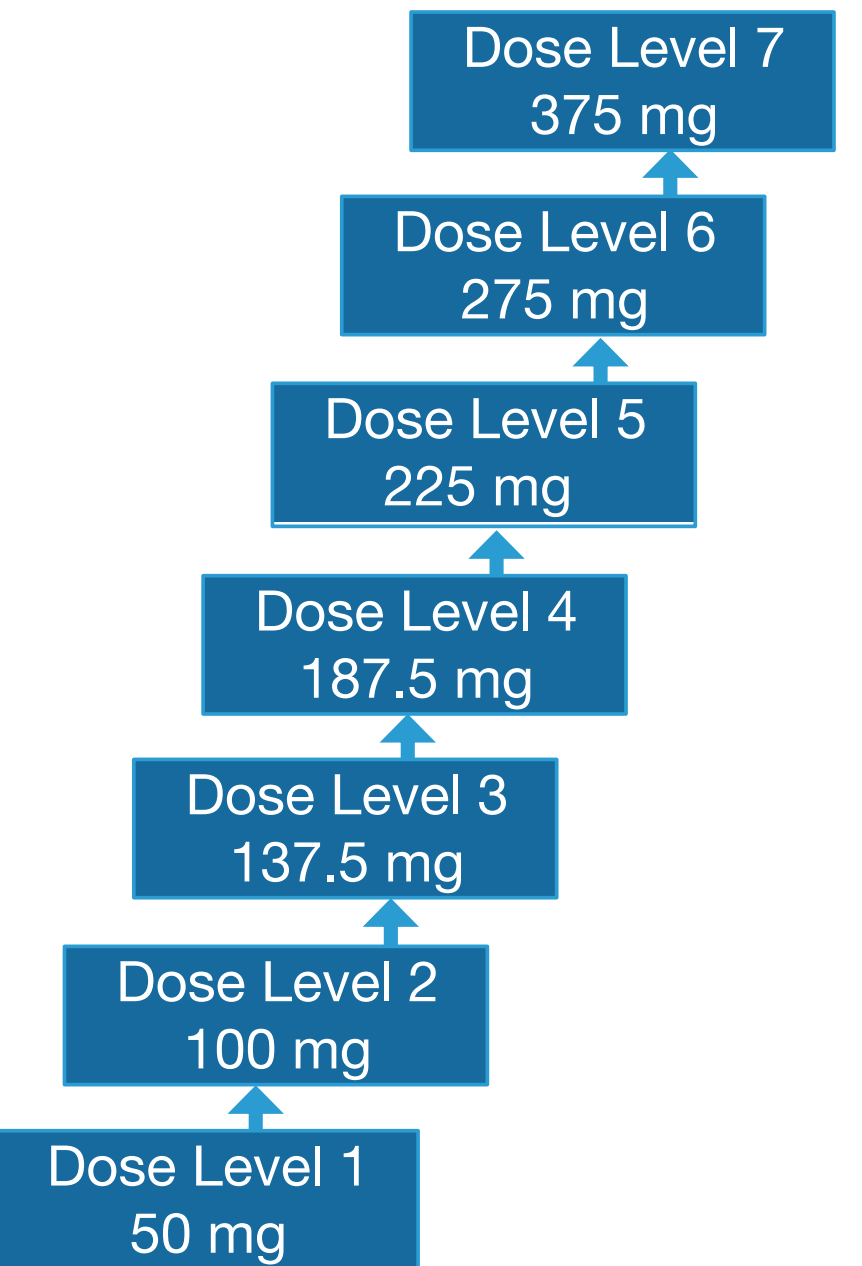 Dose Level 7
375 mg
Dose Level 6
275 mg
Dose Level 5
225 mg
Dose Level 4
187.5 mg
Dose Level 3
137.5 mg
Dose Level 2
100 mg
Dose Level 1
50 mg